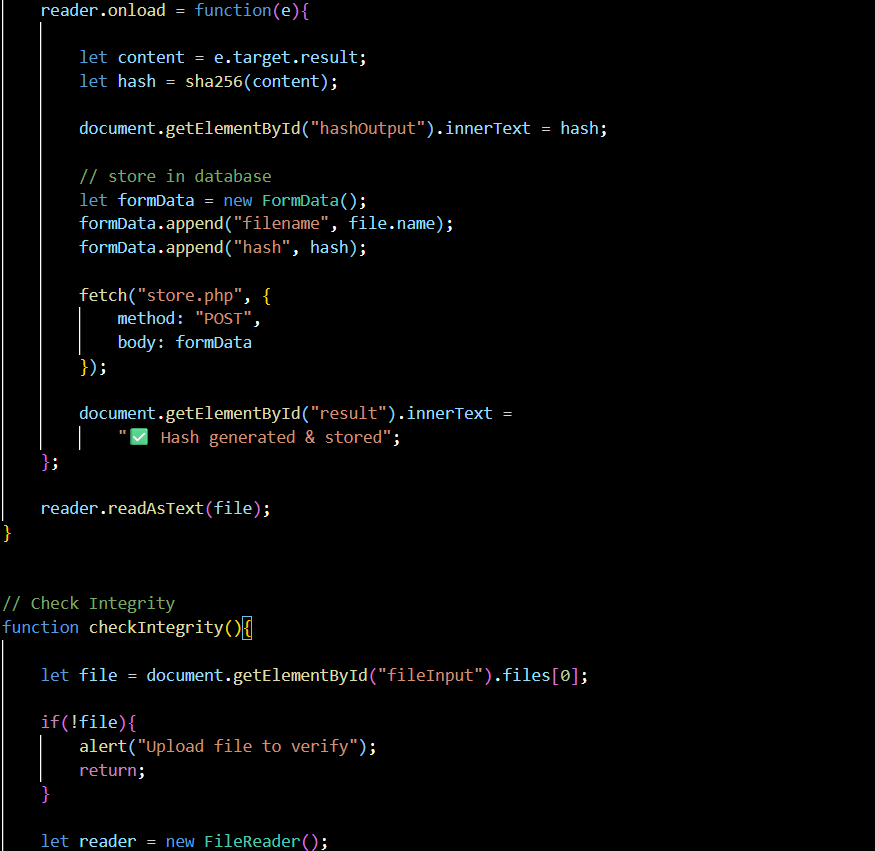 reader.onload = function(e){
let content = e.target.result;
let hash = sha256(content);
document.getElementById("hashOutput").innerText = hash;
// store in database
let formData = new FormData();
formData.append("filename", file.name);
formData.append("hash", hash);
fetch("store.php", {
method: "POST",
body: formData
});
document.getElementById("result").innerText =
"✅ Hash generated & stored";
};
reader.readAsText(file);
}
// Check Integrity
function checkIntegrity(){
let file = document.getElementById("fileInput").files[0];
if(!file){
alert("Upload file to verify");
return;
}
let reader = new FileReader();